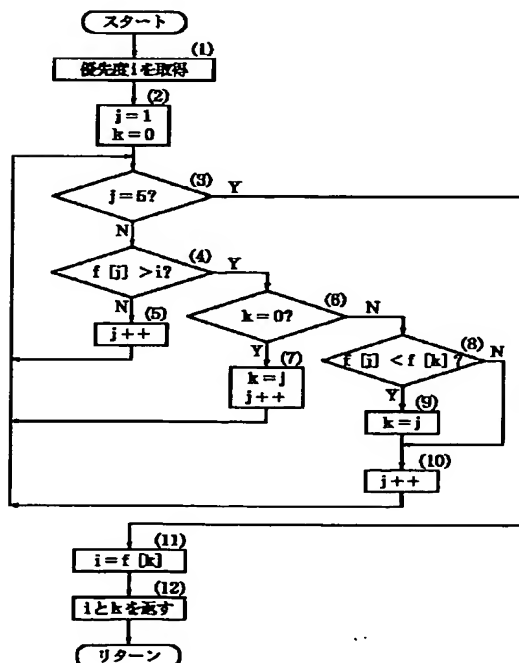 スタート
(1)
優先度iを取得
(2)
j=1
k=0
(3)
j=5?
Y
N
(4)
f [j] >i?
Y
N
(5)
j++
(6)
k=0?
N
Y
(7)
k=j
j++
(8)
f [j] <f [k] ?
N
Y
(9)
k=j
(10)
j++
(11)
i=f [k]
(12)
iとkを返す
リターン